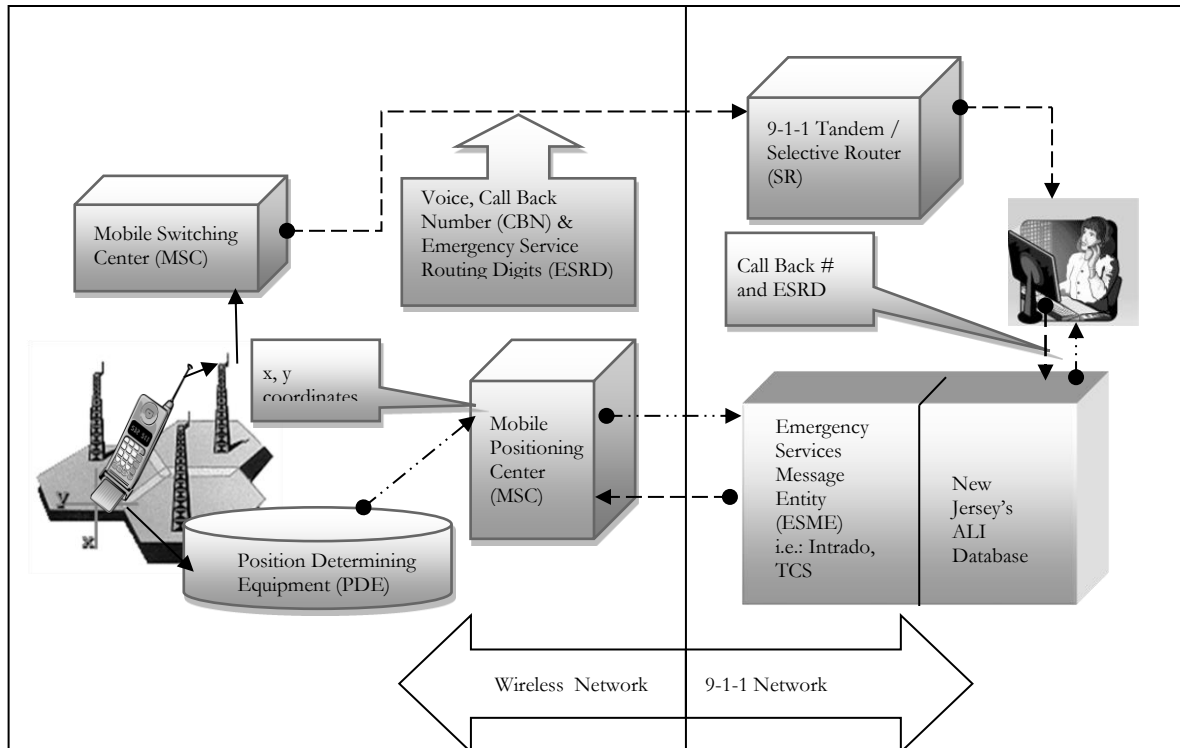 9-1-1 Tandem /
Selective Router
(SR)
Voice, Call Back
Number (CBN) &
Emergency Service
Routing Digits (ESRD)
Mobile Switching
Center (MSC)
Call Back #
and ESRD
x, y
coordinates
Mobile
Positioning
Center
(MSC)
Emergency
Services
Message
Entity
(ESME)
i.e.: Intrado,
TCS
New
Jersey's
ALI
Database
y
x
Position Determining
Equipment (PDE)
Wireless Network
9-1-1 Network